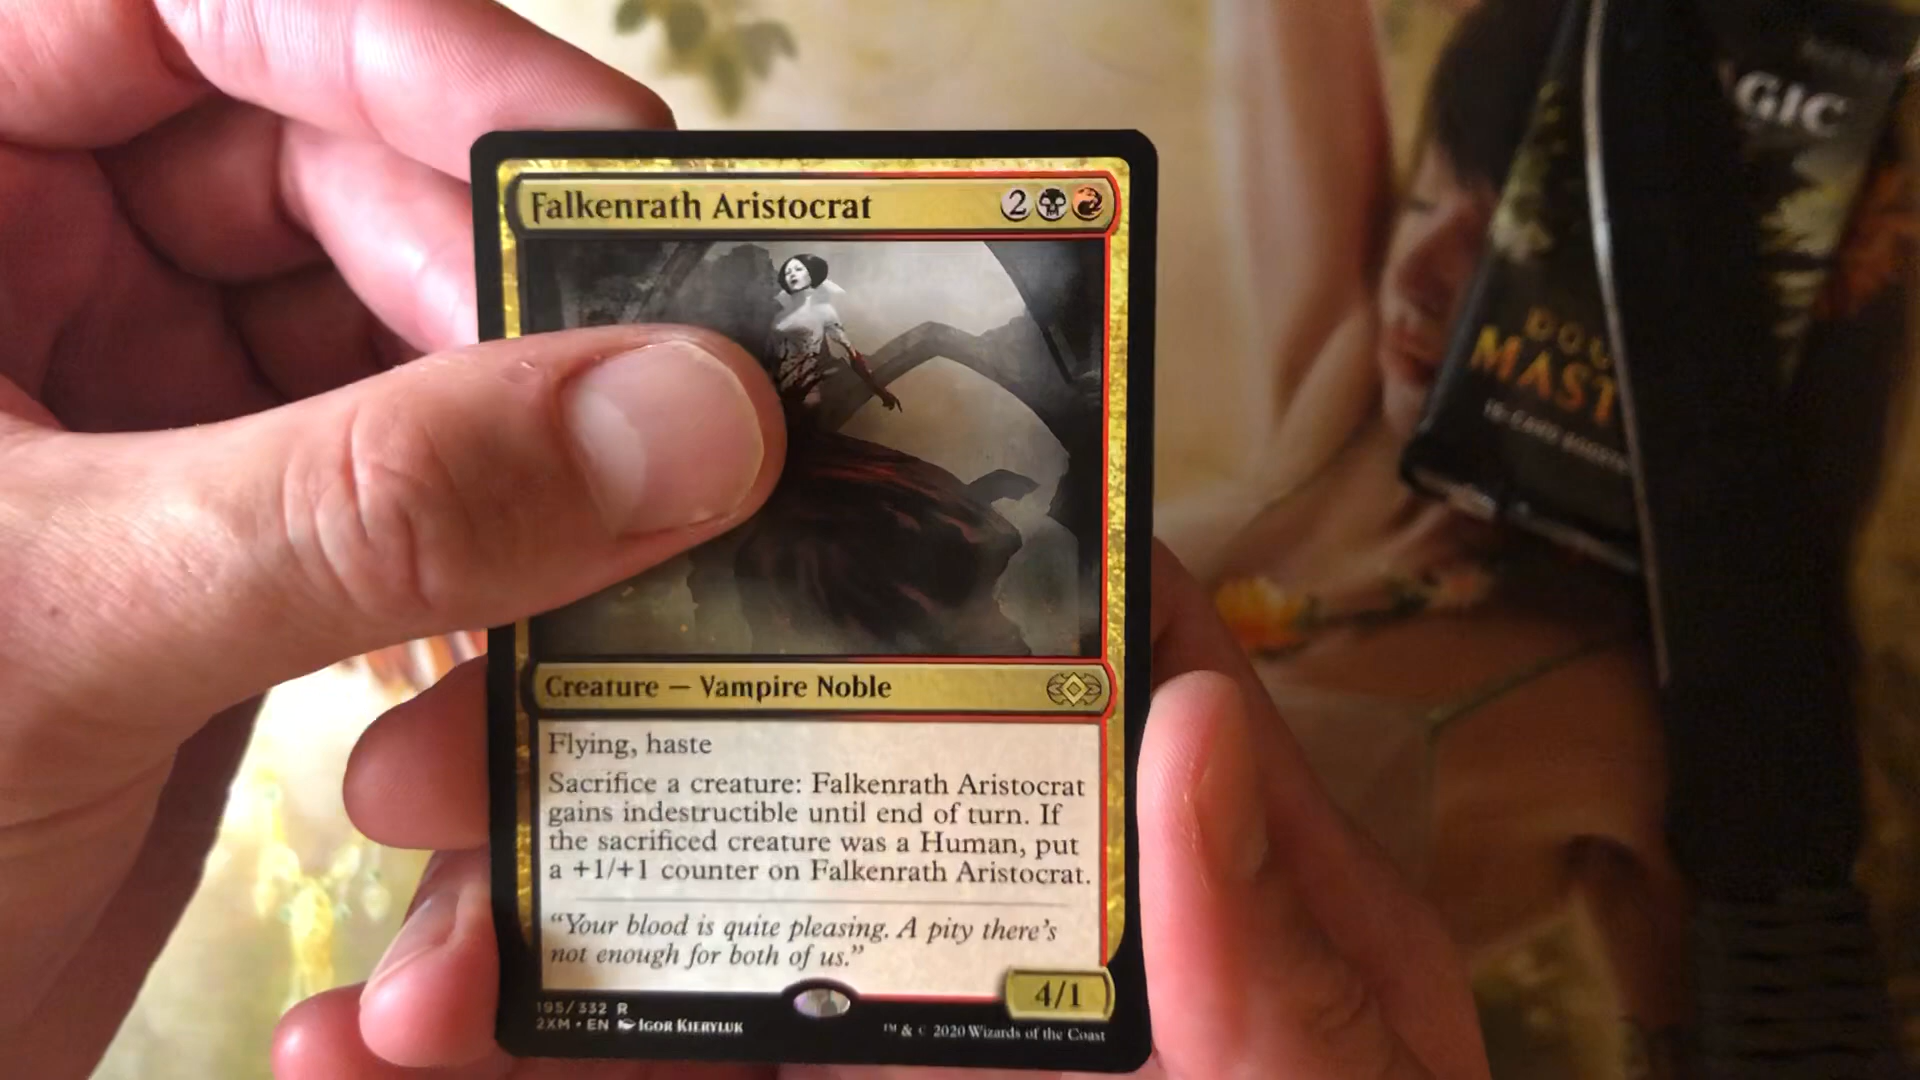 Falkenrath Aristocrat 2
Creature — Vampire Noble
Flying, haste
Sacrifice a creature: Falkenrath Aristocrat
gains indestructible until end of turn. If
the sacrificed creature was a Human, put
a +1/+1 counter on Falkenrath Aristocrat.
“Your blood is quite pleasing. A pity there’s
not enough for both of us.”
4/1
195/332 R
2XM • EN IGOR KIERYLUK
™ & © 2020 Wizards of the Coast
GIC
DOU
MAST